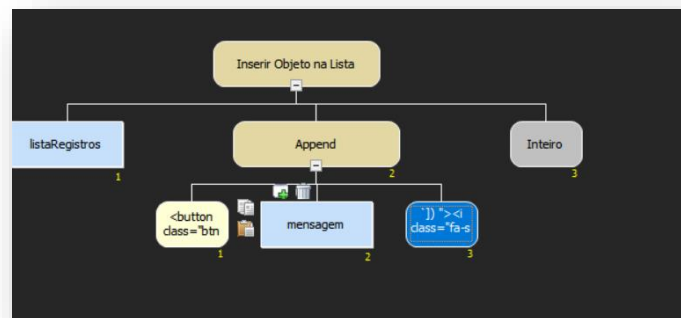 Inserir Objeto na Lista
listaRegistros
1
Append
2
Inteiro
3
<button
class="btn
1
mensagem
2
`]) "><i
class="fa-s
3